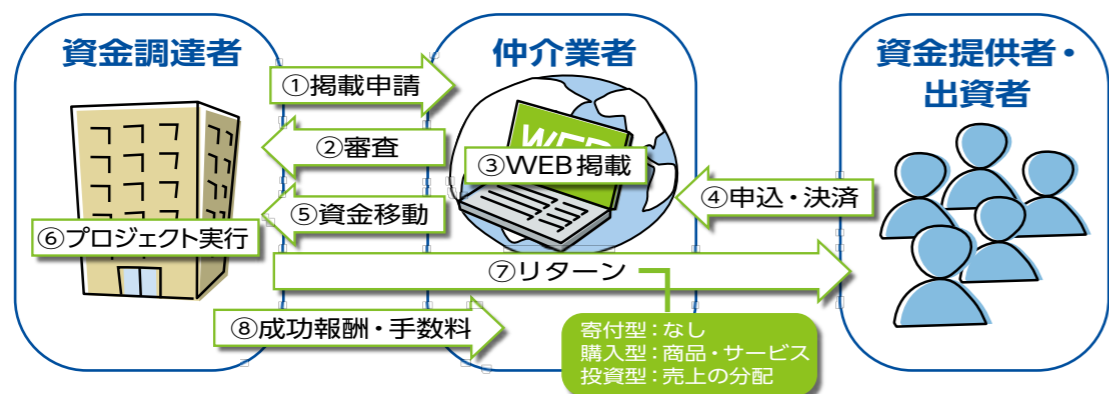 資金調達者
仲介業者
資金提供者・
出資者
①掲載申請
②審査
③WEB掲載
WEB
④申込・決済
⑤資金移動
⑥プロジェクト実行
⑦リターン
⑧成功報酬・手数料
寄付型：なし
購入型：商品・サービス
投資型：売上の分配